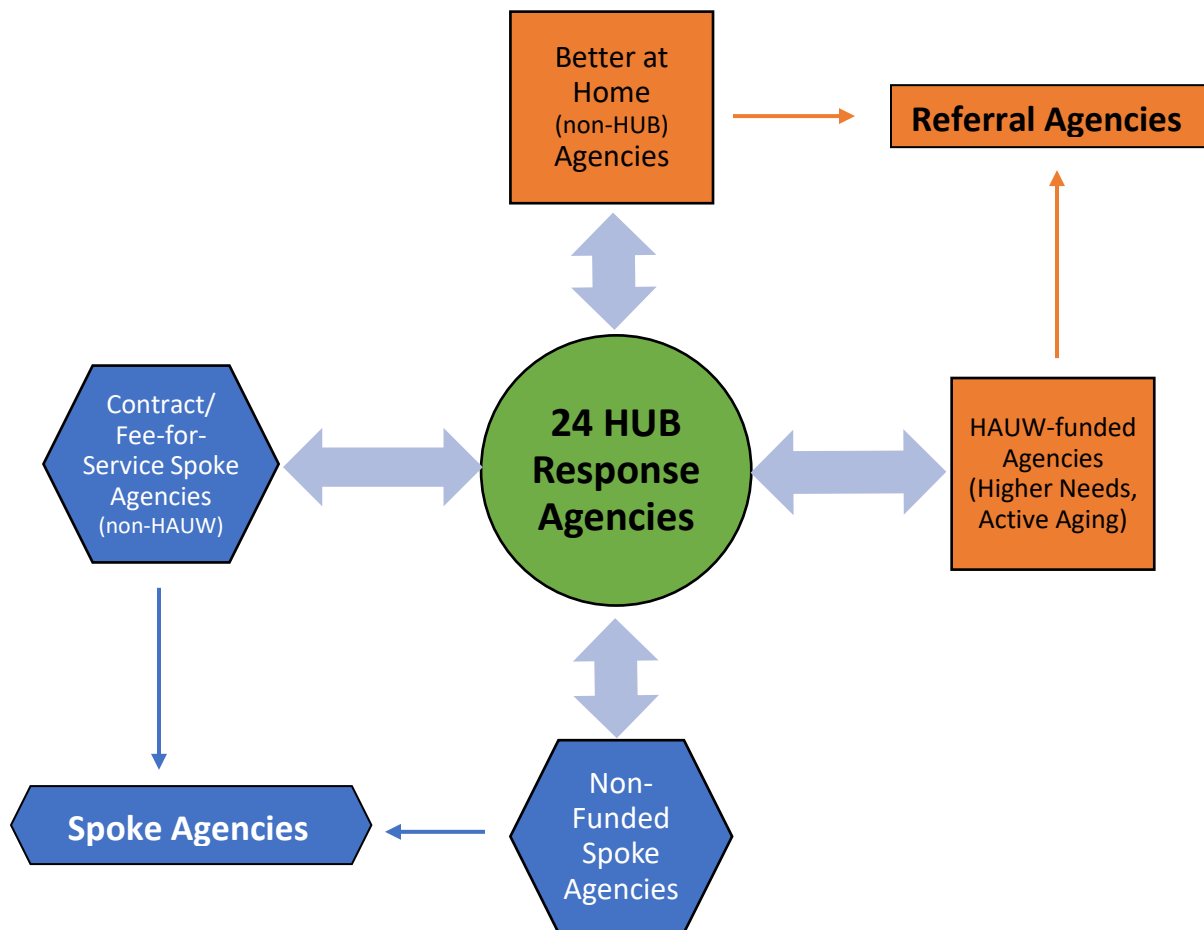 Better at
Home
(non-HUB)
Agencies
Referral Agencies
Contract/
Fee-for-
Service Spoke
Agencies
(non-HAUW)
24 HUB
Response
Agencies
HAUW-funded
Agencies
(Higher Needs,
Active Aging)
Spoke Agencies
Non-
Funded
Spoke
Agencies